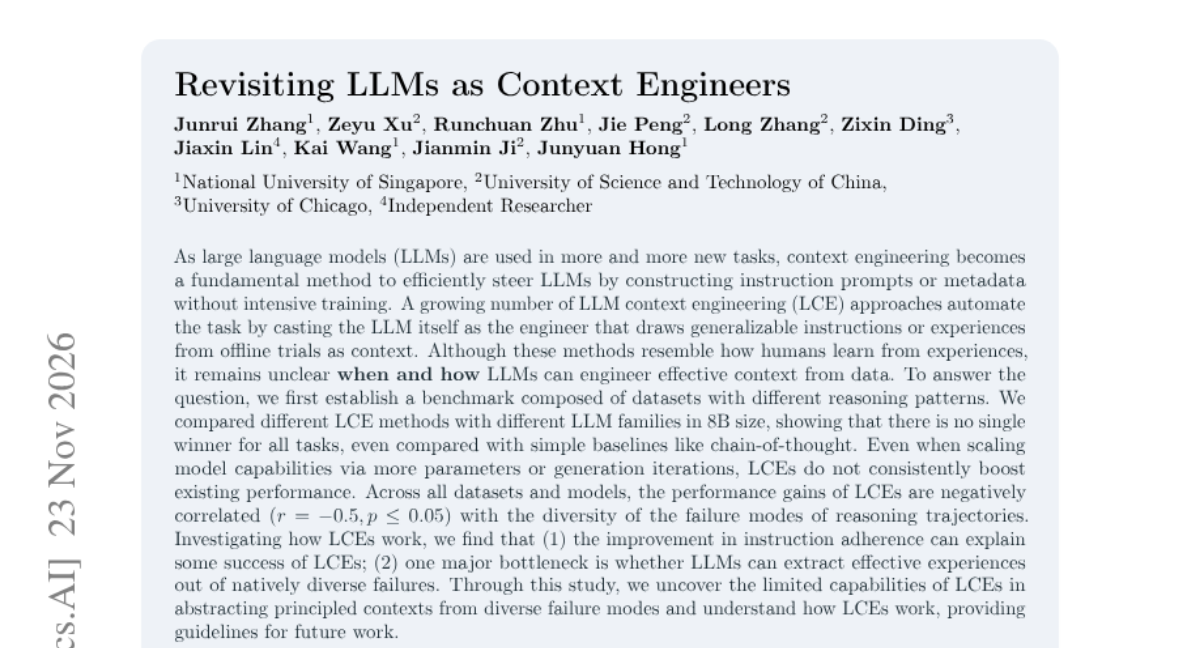 Revisiting LLMs as Context Engineers
Junrui Zhang¹, Zeyu Xu², Runchuan Zhu¹, Jie Peng², Long Zhang², Zixin Ding³,
Jiaxin Lin⁴, Kai Wang¹, Jianmin Ji², Junyuan Hong¹
¹National University of Singapore, ²University of Science and Technology of China,
³University of Chicago, ⁴Independent Researcher
As large language models (LLMs) are used in more and more new tasks, context engineering becomes
a fundamental method to efficiently steer LLMs by constructing instruction prompts or metadata
without intensive training. A growing number of LLM context engineering (LCE) approaches automate
the task by casting the LLM itself as the engineer that draws generalizable instructions or experiences
from offline trials as context. Although these methods resemble how humans learn from experiences,
it remains unclear when and how LLMs can engineer effective context from data. To answer the
question, we first establish a benchmark composed of datasets with different reasoning patterns. We
compared different LCE methods with different LLM families in 8B size, showing that there is no single
winner for all tasks, even compared with simple baselines like chain-of-thought. Even when scaling
model capabilities via more parameters or generation iterations, LCEs do not consistently boost
existing performance. Across all datasets and models, the performance gains of LCEs are negatively
correlated (r = −0.5, p ≤ 0.05) with the diversity of the failure modes of reasoning trajectories.
Investigating how LCEs work, we find that (1) the improvement in instruction adherence can explain
some success of LCEs; (2) one major bottleneck is whether LLMs can extract effective experiences
out of natively diverse failures. Through this study, we uncover the limited capabilities of LCEs in
abstracting principled contexts from diverse failure modes and understand how LCEs work, providing
guidelines for future work.
cs.AI] 23 Nov 2026